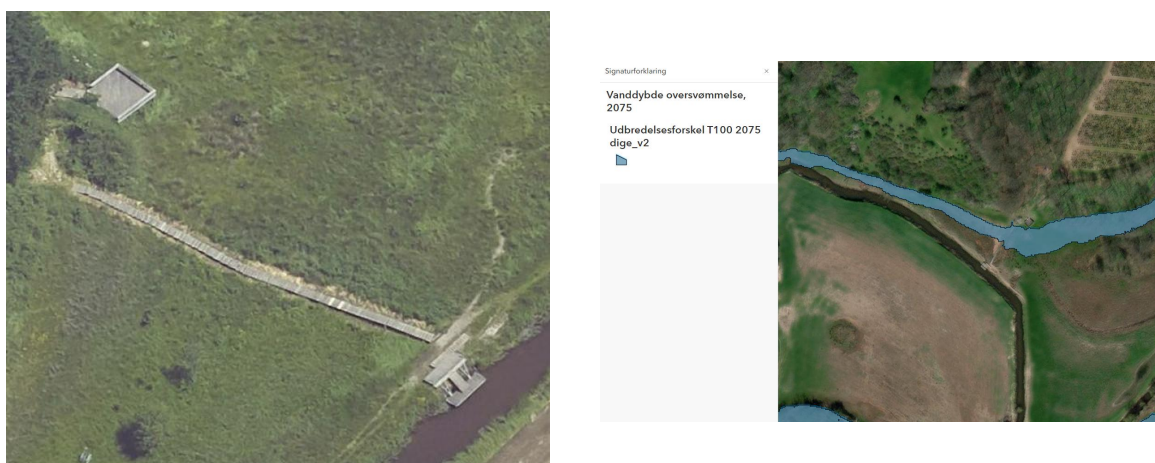 Signaturforklaring ×
Vanddybde oversvømmelse,
2075
Udbredelsesforskel T100 2075
dige_v2